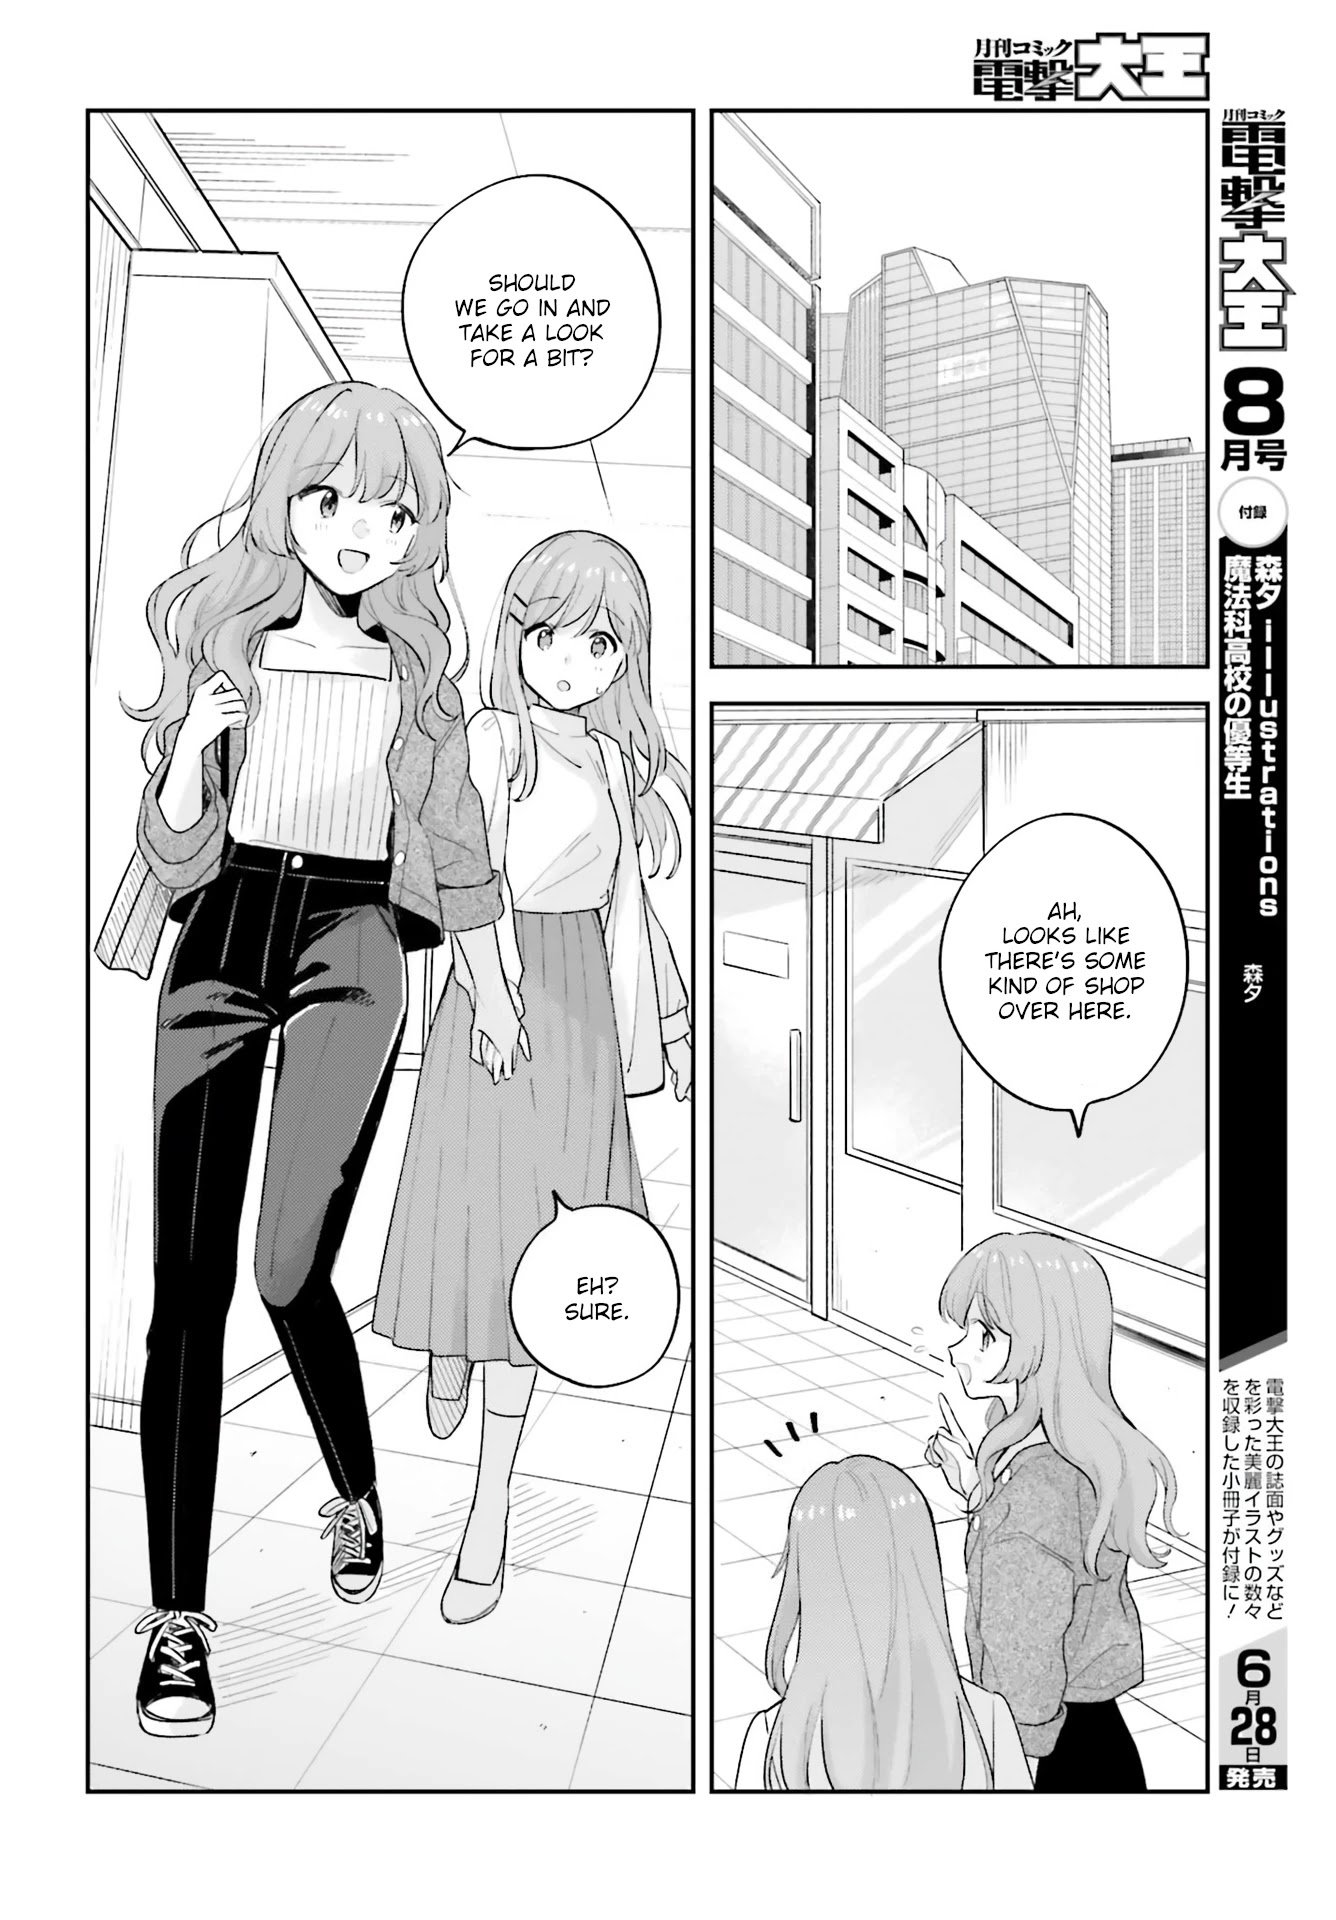 月刊コミック
電撃大王
AH,
LOOKS LIKE
THERE'S SOME
KIND OF SHOP
OVER HERE.
SHOULD
WE GO IN AND
TAKE A LOOK
FOR A BIT?
EH?
SURE.
月刊コミック
電撃大王
8月号
付録
森夕 illustrations
魔法科高校の優等生
森夕
電撃大王の誌面やグッズなど
を彩った美麗イラストの数々
を収録した小冊子が付録に!
6月28日
発売